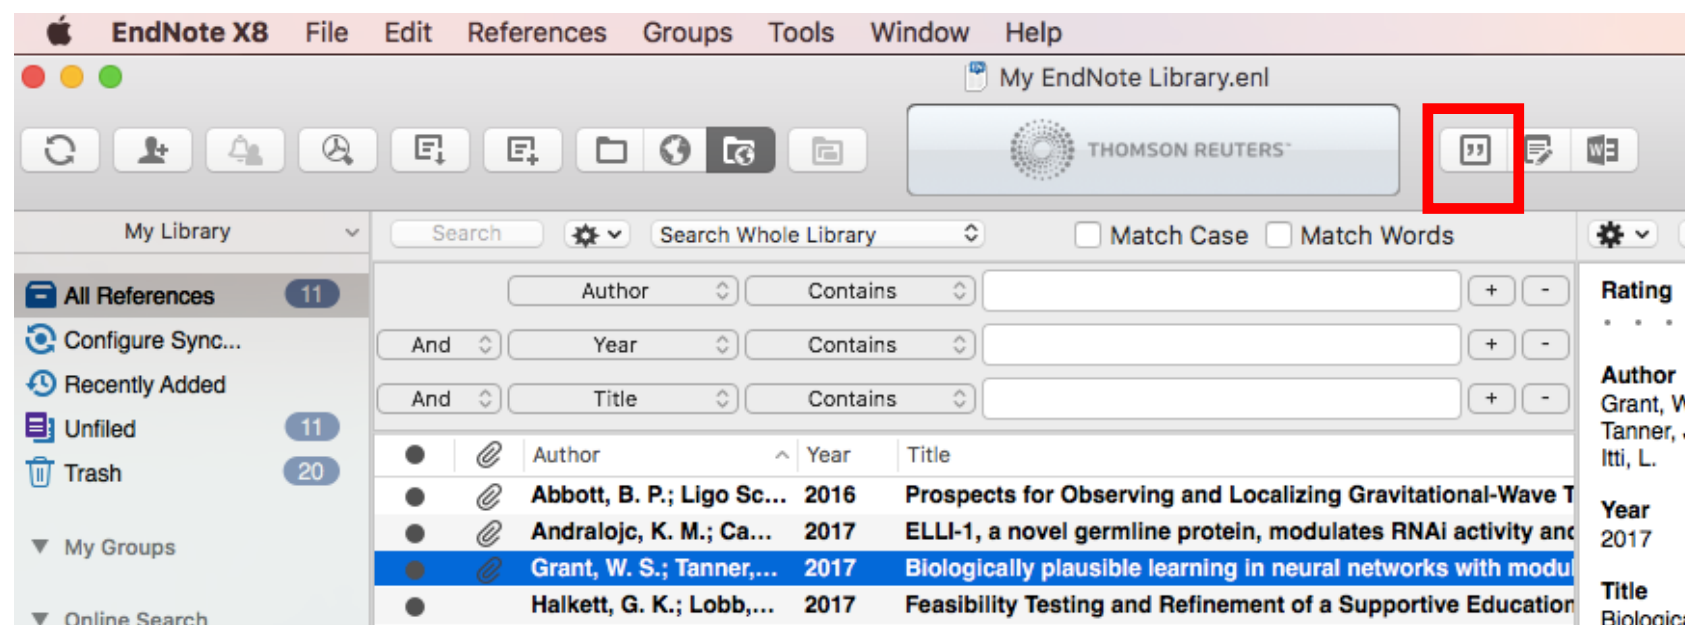 EndNote X8 File Edit References Groups Tools Window Help
My EndNote Library.enl
THOMSON REUTERS
W
My Library
Search
Search Whole Library
Match Case
Match Words
All References 11
Configure Sync...
Recently Added
Unfiled 11
Trash 20
My Groups
Online Search
Author Contains + -
And Year Contains + -
And Title Contains + -
Author Year Title
Abbott, B. P.; Ligo Sc... 2016 Prospects for Observing and Localizing Gravitational-Wave T
Andralojc, K. M.; Ca... 2017 ELLI-1, a novel germline protein, modulates RNAi activity and
Grant, W. S.; Tanner,... 2017 Biologically plausible learning in neural networks with modul
Halkett, G. K.; Lobb,... 2017 Feasibility Testing and Refinement of a Supportive Education
Rating
Author
Grant, W
Tanner, J
Itti, L.
Year
2017
Title
Biologica